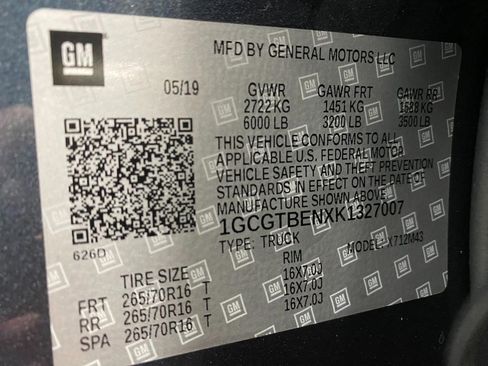 GM
MFD BY GENERAL MOTORS LLC
05/19 GVWR GAWR FRT GAWR RR
2722 KG 1451 KG 1588 KG
6000 LB 3200 LB 3500 LB
THIS VEHICLE CONFORMS TO ALL
APPLICABLE U.S. FEDERAL MOTOR
VEHICLE SAFETY AND THEFT PREVENTION
STANDARDS IN EFFECT ON THE DATE OF
MANUFACTURE SHOWN ABOVE.
1GCGTBENXK1327007
626D TYPE: TRUCK MODEL: X712M43
TIRE SIZE RIM
FRT 265/70R16 T 16X7.0J
RR 265/70R16 T 16X7.0J
SPA 265/70R16 T 16X7.0J